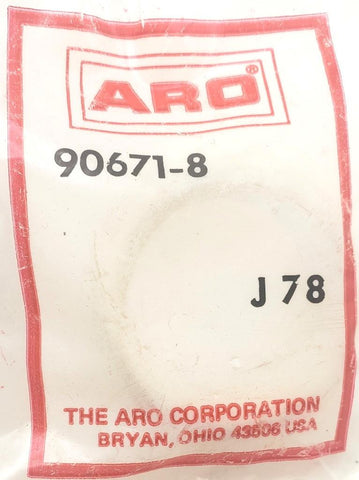 ARO®
90671-8
J 78
THE ARO CORPORATION
BRYAN, OHIO 43506 USA